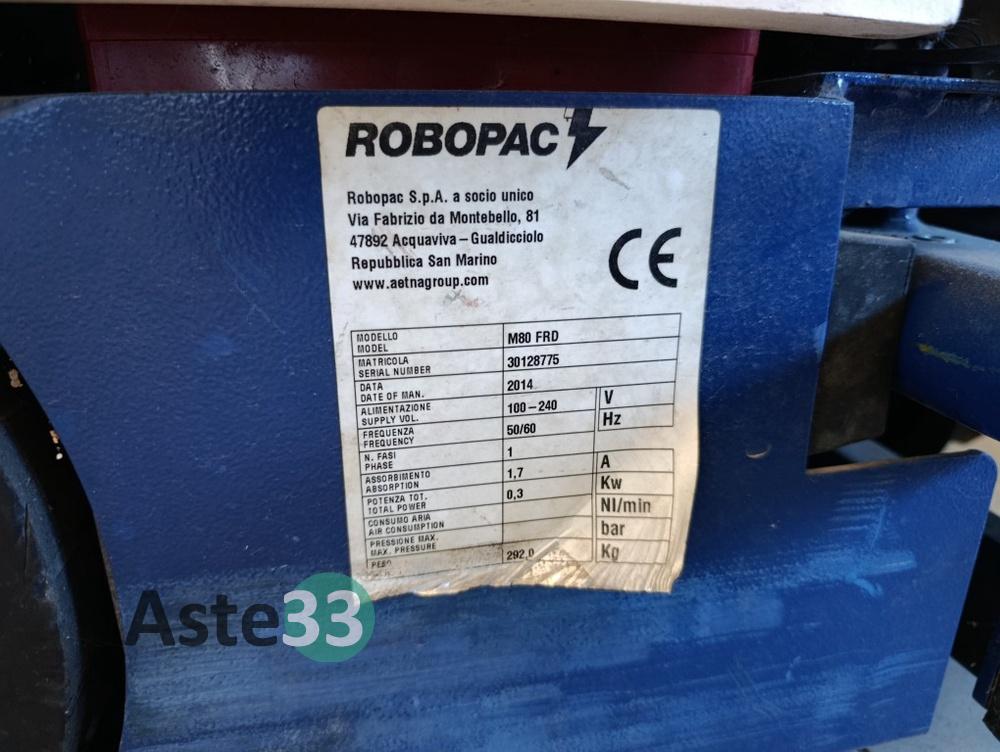 ROBOPAC
Robopac S.p.A. a socio unico
Via Fabrizio da Montebello, 81
47892 Acquaviva – Gualdicciolo
Repubblica San Marino
www.aetnagroup.com
CE
MODELLO
MODEL
M80 FRD
MATRICOLA
SERIAL NUMBER
30128775
DATA
DATE OF MAN.
2014
ALIMENTAZIONE
SUPPLY VOL.
100–240
V
FREQUENZA
FREQUENCY
50/60
Hz
N. FASI
PHASE
1
ASSORBIMENTO
ABSORPTION
1,7
A
POTENZA TOT.
TOTAL POWER
0,3
Kw
CONSUMO ARIA
AIR CONSUMPTION
Nl/min
PRESSIONE MAX.
MAX. PRESSURE
bar
PESO
292,0
Kg
Aste33